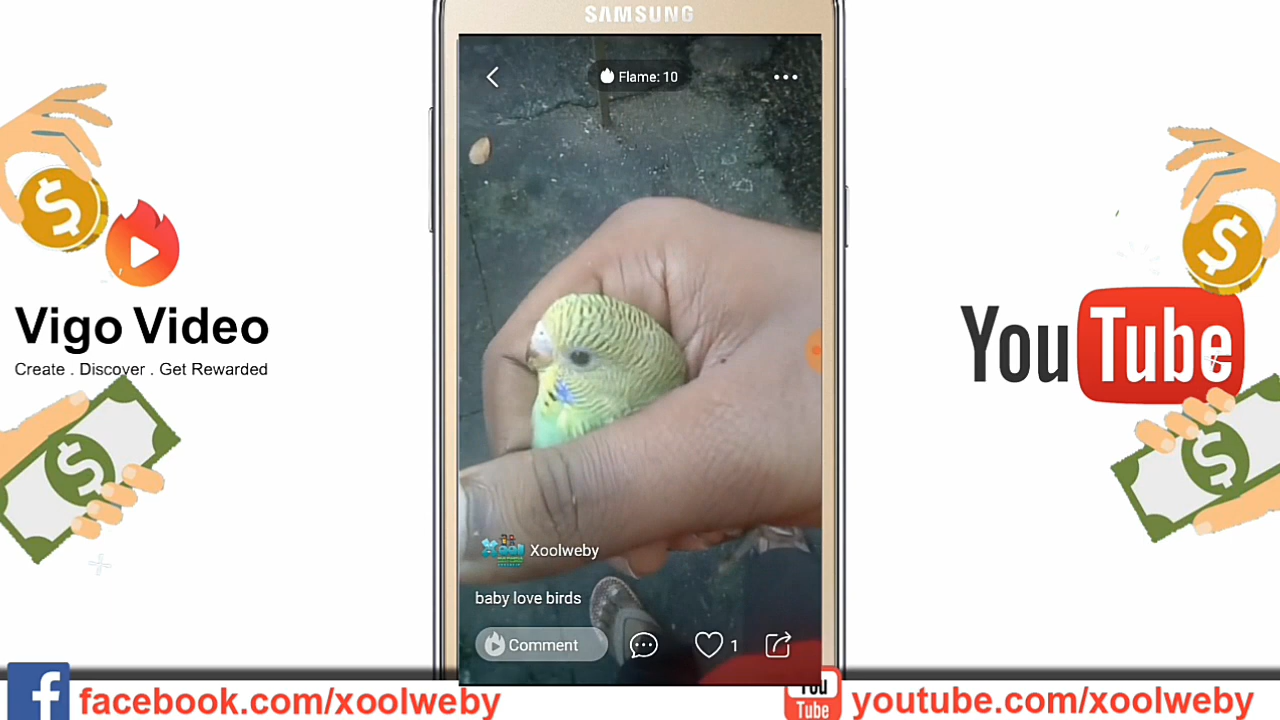 SAMSUNG
Flame: 10
Vigo Video
Create . Discover . Get Rewarded
YouTube
Xool
Xoolweby
baby love birds
Comment
1
facebook.com/xoolweby
You
Tube
youtube.com/xoolweby